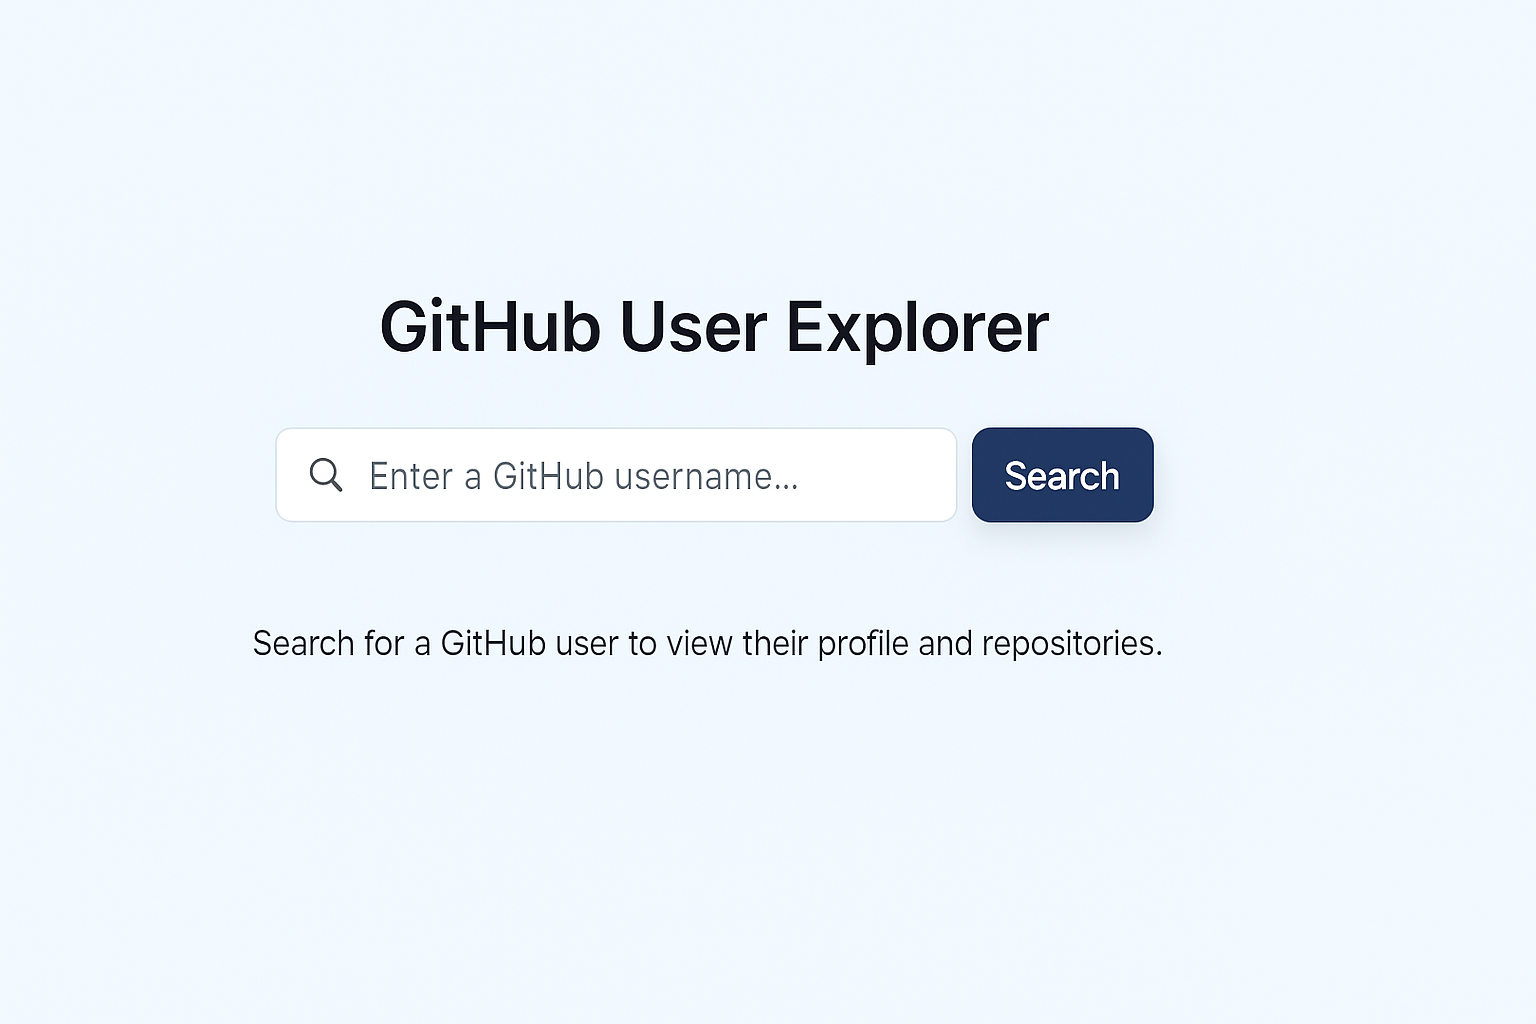 GitHub User Explorer
Enter a GitHub username...
Search
Search for a GitHub user to view their profile and repositories.